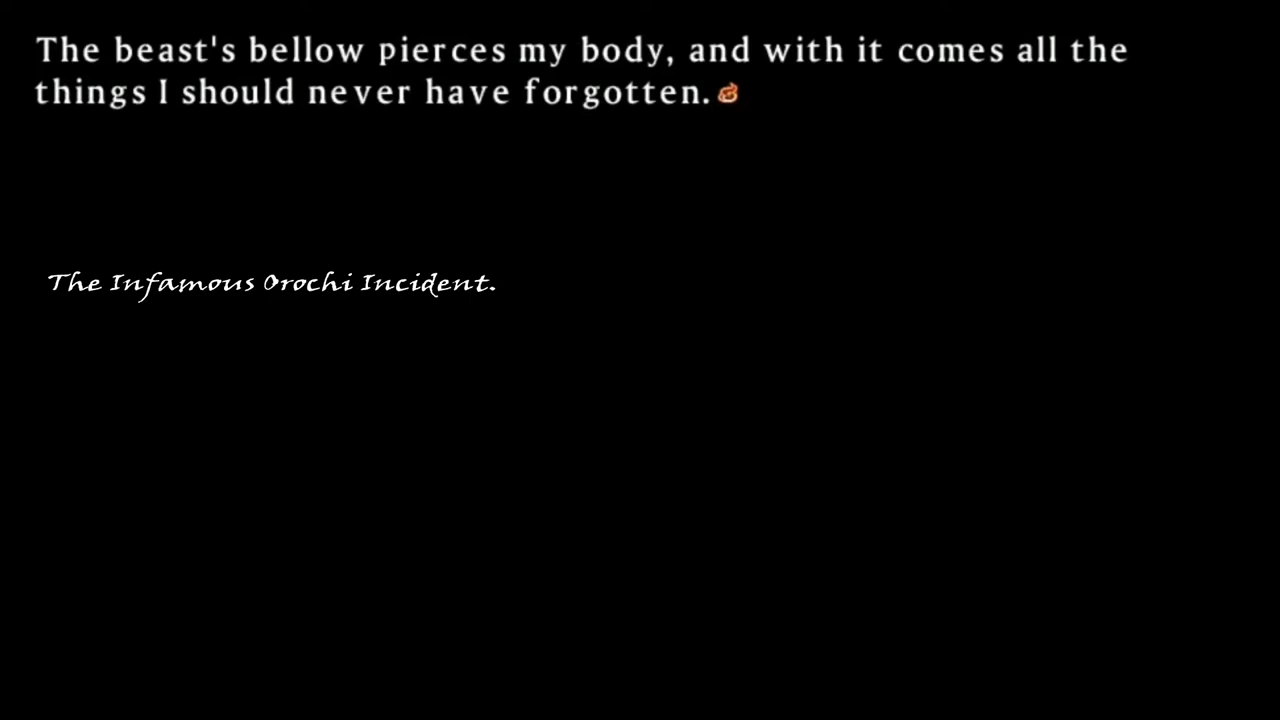 The beast's bellow pierces my body, and with it comes all the
things I should never have forgotten.
The Infamous Orochi Incident.